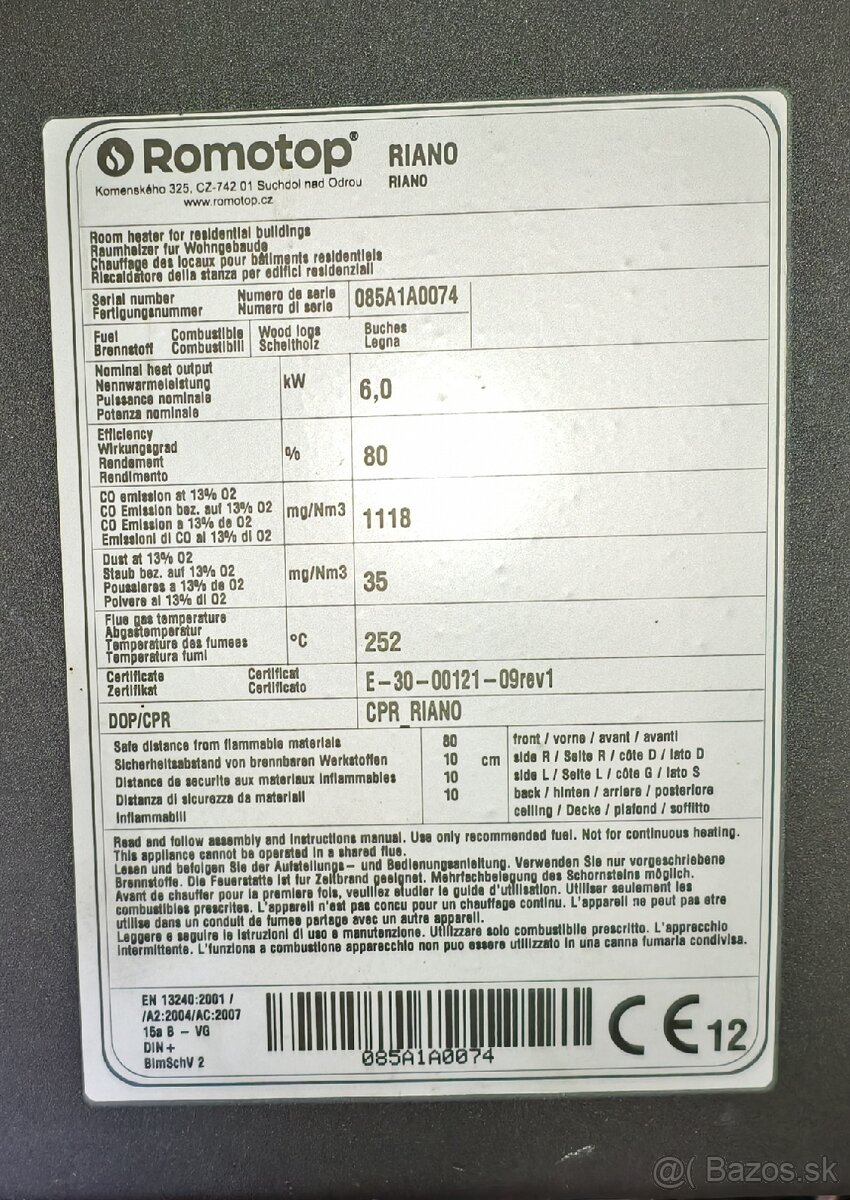 Romotop® RIANO
Komenského 325, CZ-742 01 Suchdol nad Odrou RIANO
www.romotop.cz
Room heater for residential buildings
Raumheizer fur Wohngebaude
Chauffage des locaux pour bâtiments residentiels
Riscaldatore della stanza per edifici residenziali
Serial number Numero de serie 085A1A0074
Fertigungsnummer Numero di serie
Fuel Combustible Wood logs Buches
Brennstoff Combustibili Scheitholz Legna
Nominal heat output
Nennwarmeleistung kW 6,0
Puissance nominale
Potenza nominale
Efficiency
Wirkungsgrad % 80
Rendement
Rendimento
CO emission at 13% O2
CO Emission bez. auf 13% O2 mg/Nm3 1118
CO Emission a 13% de O2
Emissioni di CO al 13% di O2
Dust at 13% O2
Staub bez. auf 13% O2 mg/Nm3 35
Poussieres a 13% de O2
Polvere al 13% di O2
Flue gas temperature
Abgastemperatur °C 252
Temperature des fumees
Temperatura fumi
Certificate Certificat E-30-00121-09rev1
Zertifikat Certificato
DOP/CPR CPR_RIANO
Safe distance from flammable materials 80 front / vorne / avant / avanti
Sicherheitsabstand von brennbaren Werkstoffen 10 cm side R / Seite R / côte D / lato D
Distance de securite aux materiaux inflammables 10 side L / Seite L / côte G / lato S
Distanza di sicurezza da materiali 10 back / hinten / arriere / posteriore
infiammabili ceiling / Decke / plafond / soffitto
Read and follow assembly and instructions manual. Use only recommended fuel. Not for continuous heating.
This appliance cannot be operated in a shared flue.
Lesen und befolgen Sie der Aufstellungs- und Bedienungsanleitung. Verwenden Sie nur vorgeschriebene
Brennstoffe. Die Feuerstatte ist fur Zeitbrand geeignet. Mehrfachbelegung des Schornsteins möglich.
Avant de chauffer pour la premiere fois, veuillez etudier le guide d'utilisation. Utiliser seulement les
combustibles prescrites. L'appareil n'est pas concu pour un chauffage continu. L'appareil ne peut pas etre
utilise dans un conduit de fumee partage avec un autre appareil.
Leggere e seguire le istruzioni di uso e manutenzione. Utilizzare solo combustibile prescritto. L'apprecchio
intermittente. L'funziona a combustione apparecchio non puo essere utilizzato in una canna fumaria condivisa.
EN 13240:2001 /
/A2:2004/AC:2007
15a B - VG
DIN+
BImSchV 2
085A1A0074
CE 12
@( Bazos.sk